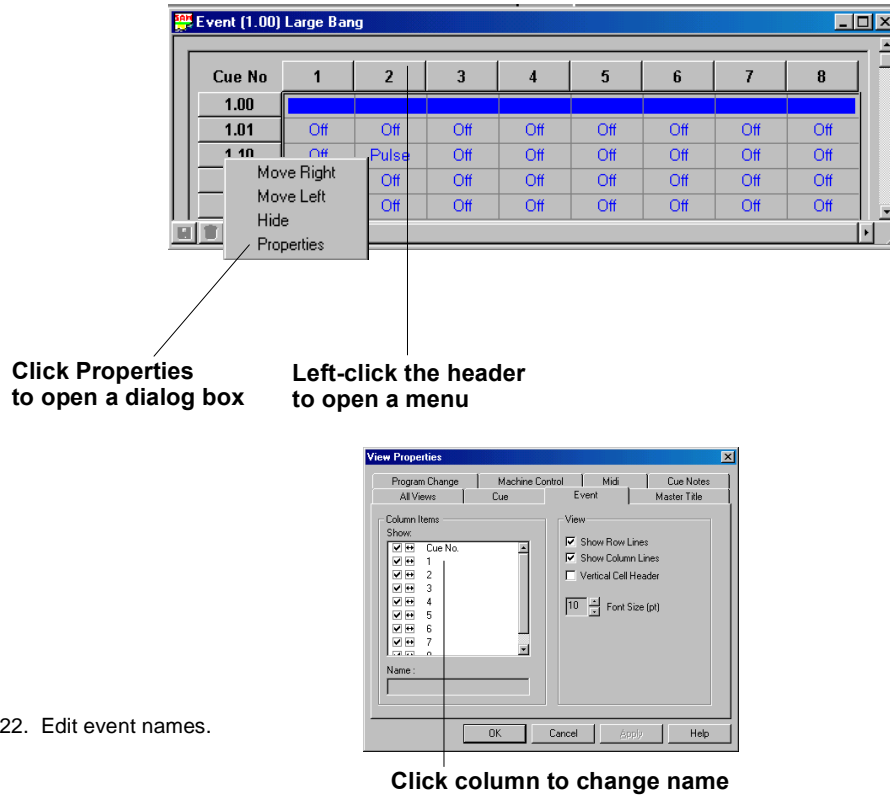 Event (1.00) Large Bang
Cue No 1 2 3 4 5 6 7 8
1.00
1.01 Off Off Off Off Off Off Off Off
1.10 Off Pulse Off Off Off Off Off Off
Off Off Off Off Off Off Off
Off Off Off Off Off Off Off
Move Right
Move Left
Hide
Properties
Click Properties
to open a dialog box
Left-click the header
to open a menu
View Properties
Program Change Machine Control Midi Cue Notes
All Views Cue Event Master Title
Column Items
Show:
Cue No.
1
2
3
4
5
6
7
Name :
View
Show Row Lines
Show Column Lines
Vertical Cell Header
10 Font Size (pt)
OK Cancel Apply Help
22. Edit event names.
Click column to change name